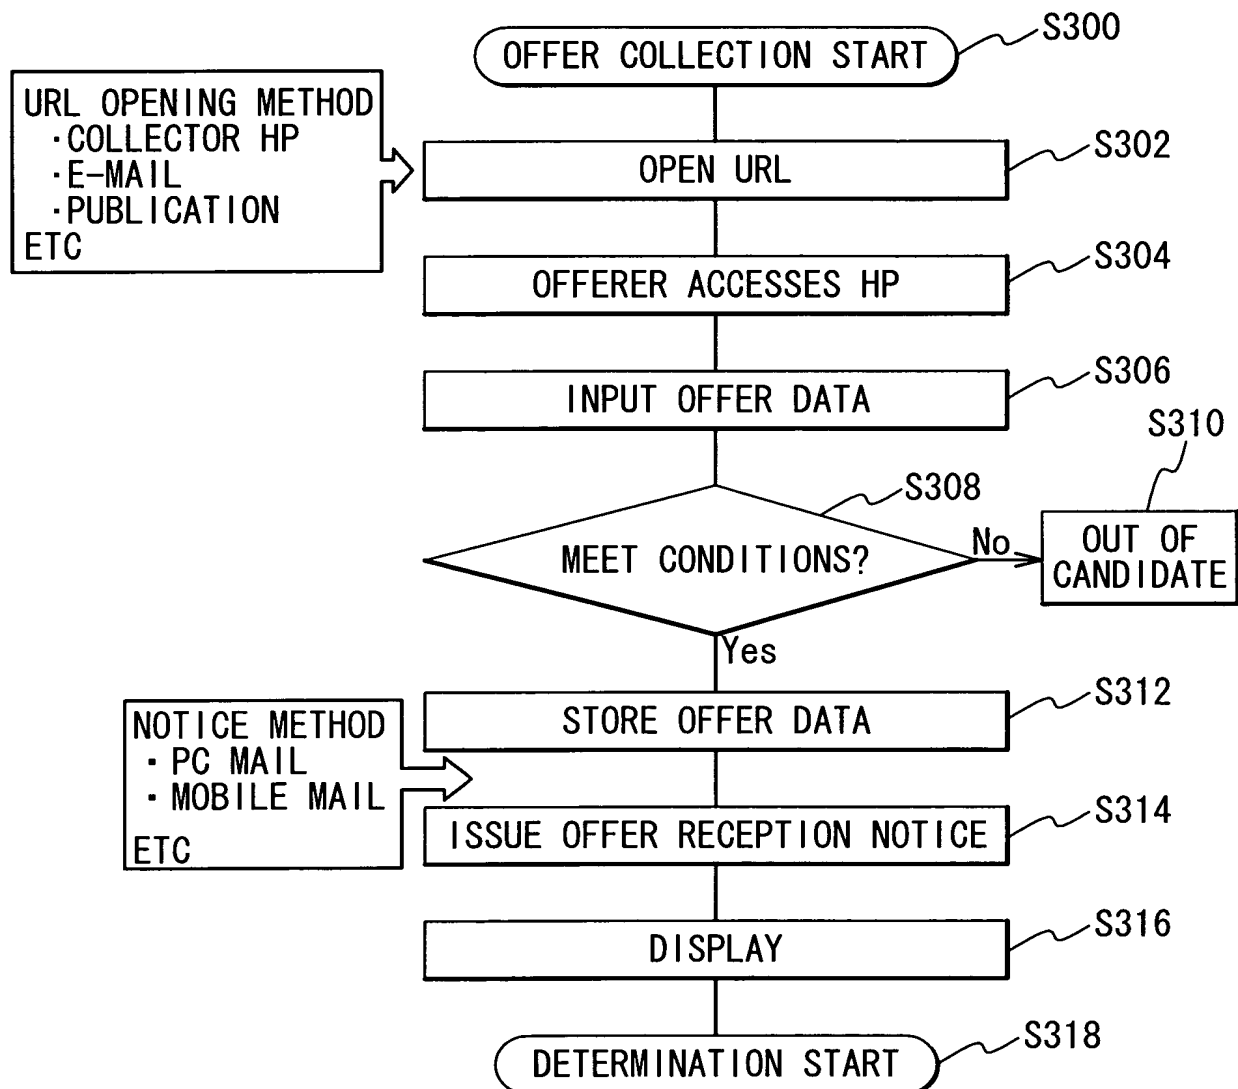 S300
OFFER COLLECTION START
URL OPENING METHOD
・COLLECTOR HP
・E-MAIL
・PUBLICATION
ETC
S302
OPEN URL
S304
OFFERER ACCESSES HP
S306
INPUT OFFER DATA
S308
MEET CONDITIONS?
No
S310
OUT OF
CANDIDATE
Yes
S312
STORE OFFER DATA
NOTICE METHOD
・PC MAIL
・MOBILE MAIL
ETC
S314
ISSUE OFFER RECEPTION NOTICE
S316
DISPLAY
S318
DETERMINATION START